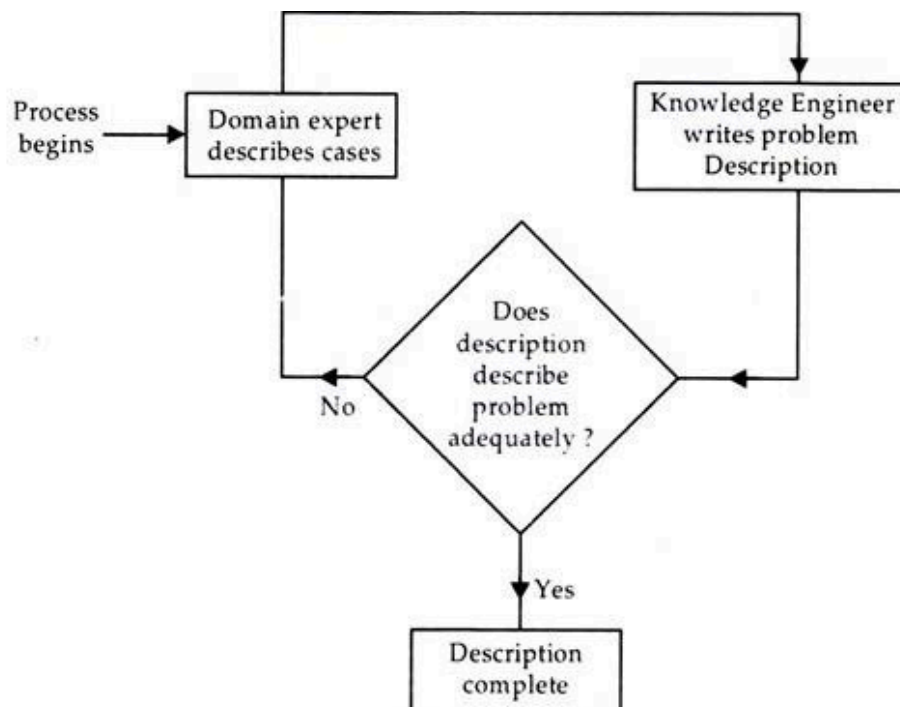 Process
begins
Domain expert
describes cases
Knowledge Engineer
writes problem
Description
Does
description
describe
problem
adequately ?
No
Yes
Description
complete